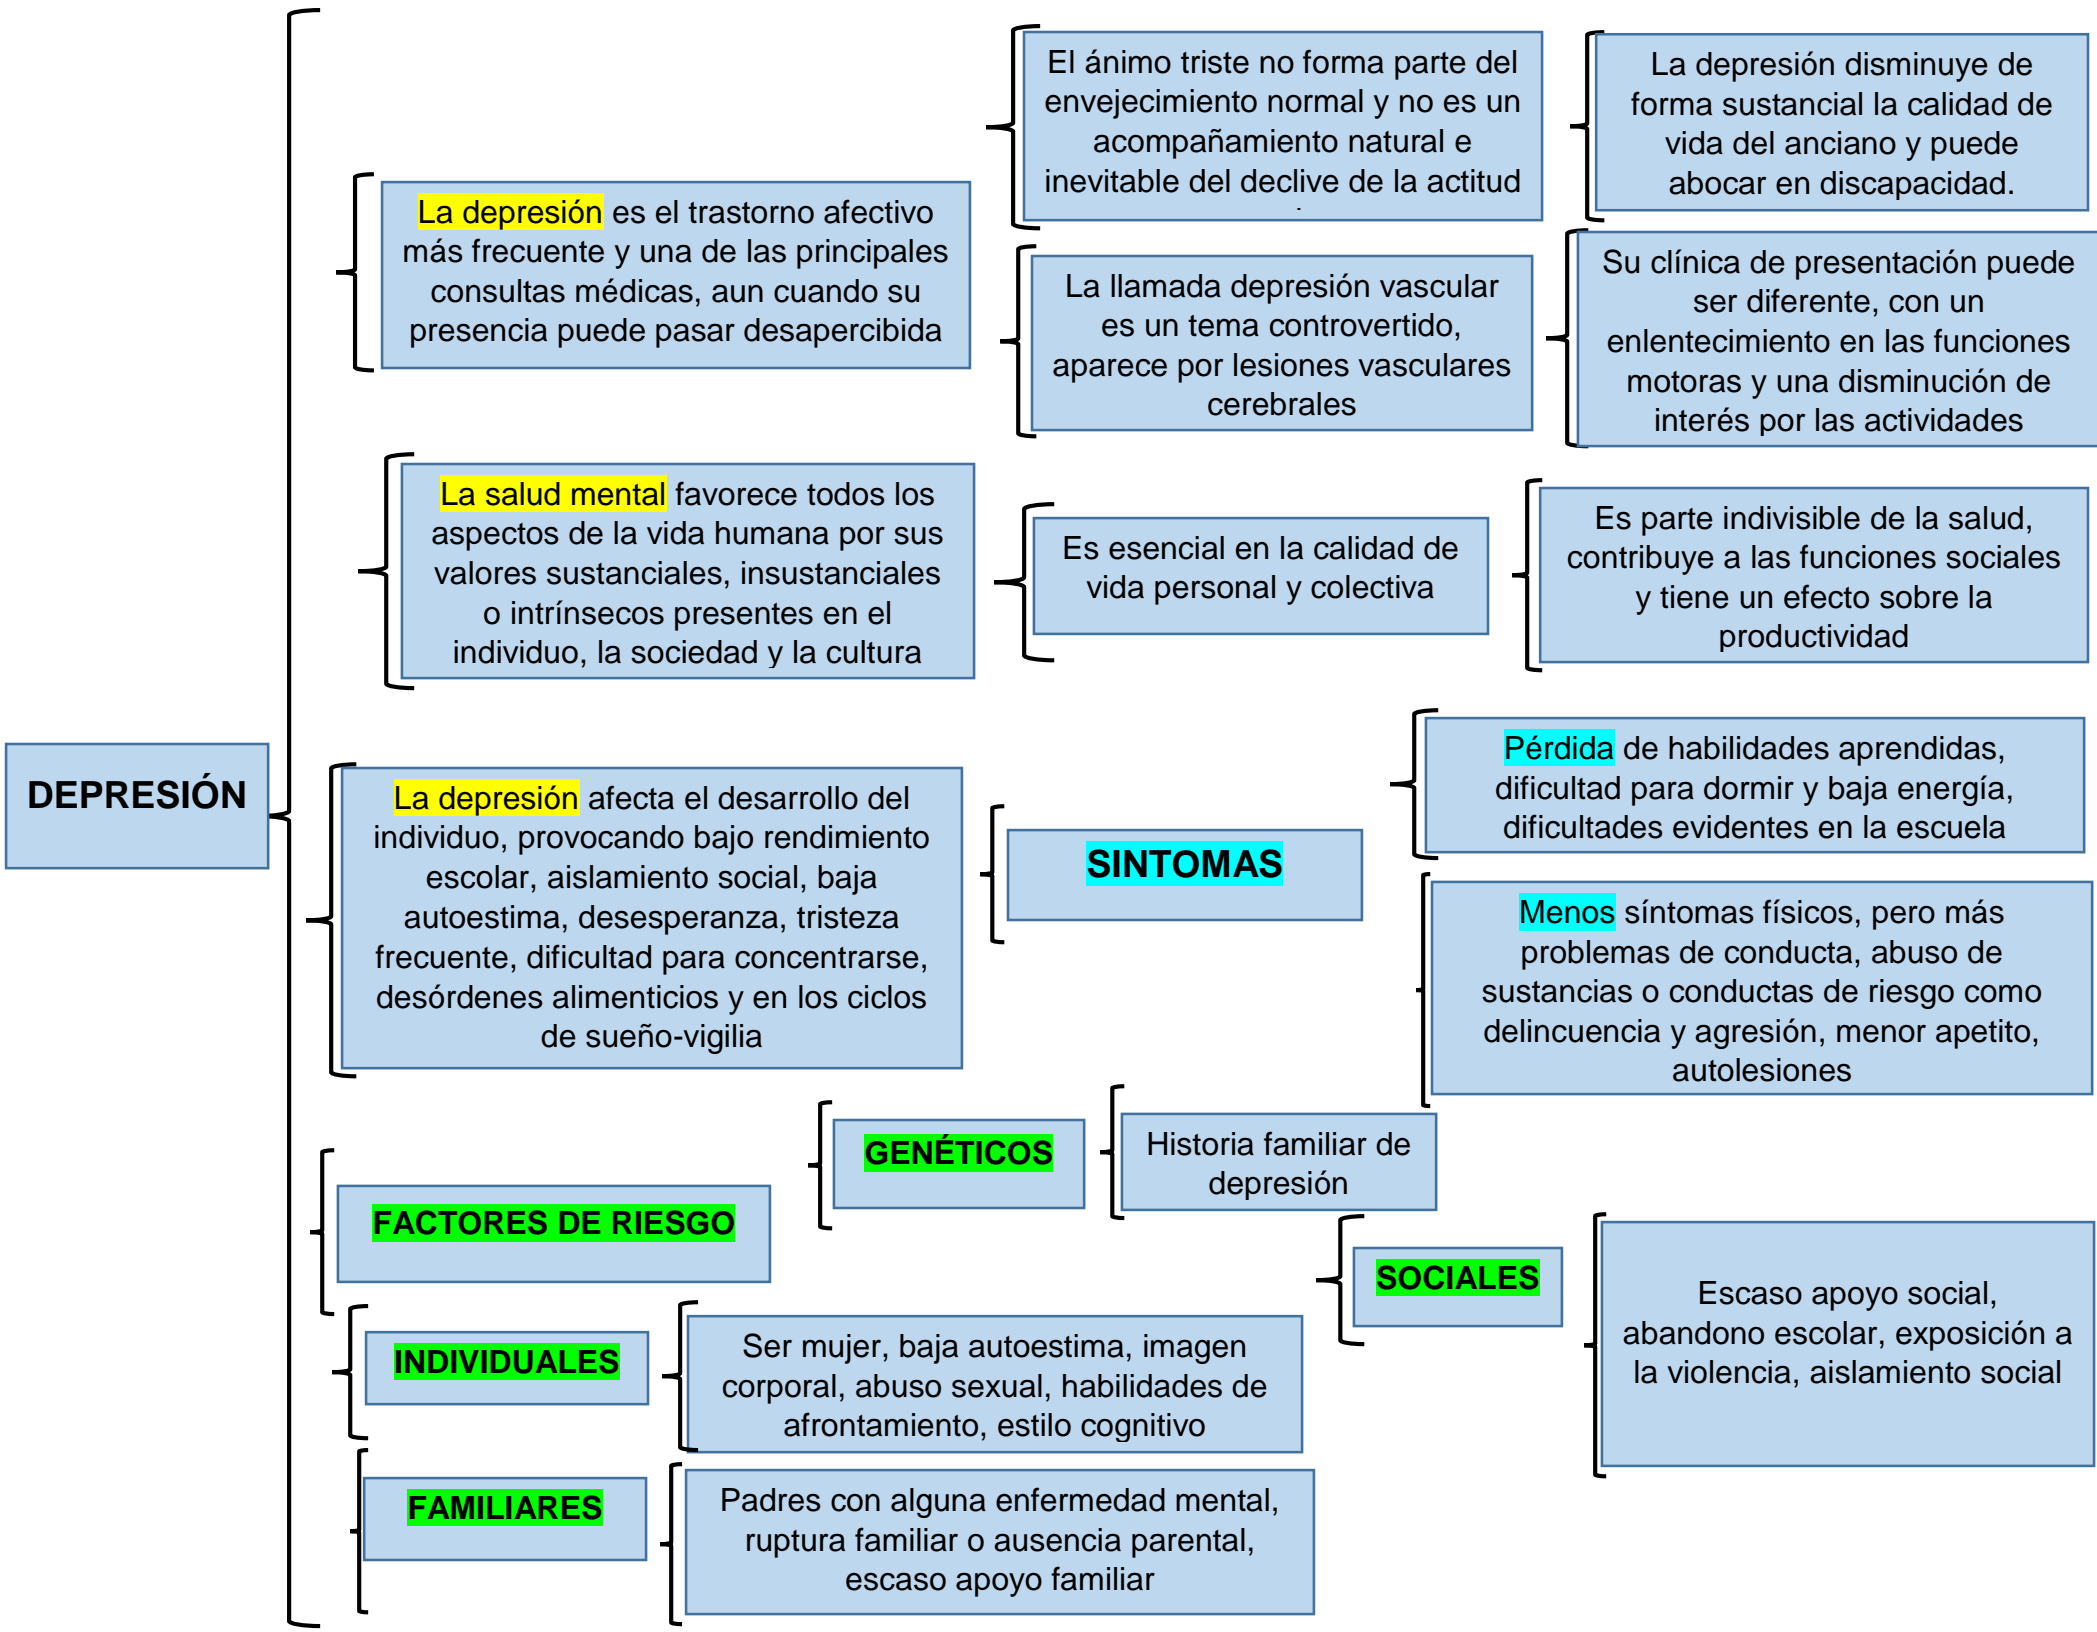 DEPRESIÓN
La depresión es el trastorno afectivo
más frecuente y una de las principales
consultas médicas, aun cuando su
presencia puede pasar desapercibida
El ánimo triste no forma parte del
envejecimiento normal y no es un
acompañamiento natural e
inevitable del declive de la actitud
La depresión disminuye de
forma sustancial la calidad de
vida del anciano y puede
abocar en discapacidad.
La llamada depresión vascular
es un tema controvertido,
aparece por lesiones vasculares
cerebrales
Su clínica de presentación puede
ser diferente, con un
enlentecimiento en las funciones
motoras y una disminución de
interés por las actividades
La salud mental favorece todos los
aspectos de la vida humana por sus
valores sustanciales, insustanciales
o intrínsecos presentes en el
individuo, la sociedad y la cultura
Es esencial en la calidad de
vida personal y colectiva
Es parte indivisible de la salud,
contribuye a las funciones sociales
y tiene un efecto sobre la
productividad
La depresión afecta el desarrollo del
individuo, provocando bajo rendimiento
escolar, aislamiento social, baja
autoestima, desesperanza, tristeza
frecuente, dificultad para concentrarse,
desórdenes alimenticios y en los ciclos
de sueño-vigilia
SINTOMAS
Pérdida de habilidades aprendidas,
dificultad para dormir y baja energía,
dificultades evidentes en la escuela
Menos síntomas físicos, pero más
problemas de conducta, abuso de
sustancias o conductas de riesgo como
delincuencia y agresión, menor apetito,
autolesiones
FACTORES DE RIESGO
GENÉTICOS
Historia familiar de
depresión
SOCIALES
Escaso apoyo social,
abandono escolar, exposición a
la violencia, aislamiento social
INDIVIDUALES
Ser mujer, baja autoestima, imagen
corporal, abuso sexual, habilidades de
afrontamiento, estilo cognitivo
FAMILIARES
Padres con alguna enfermedad mental,
ruptura familiar o ausencia parental,
escaso apoyo familiar